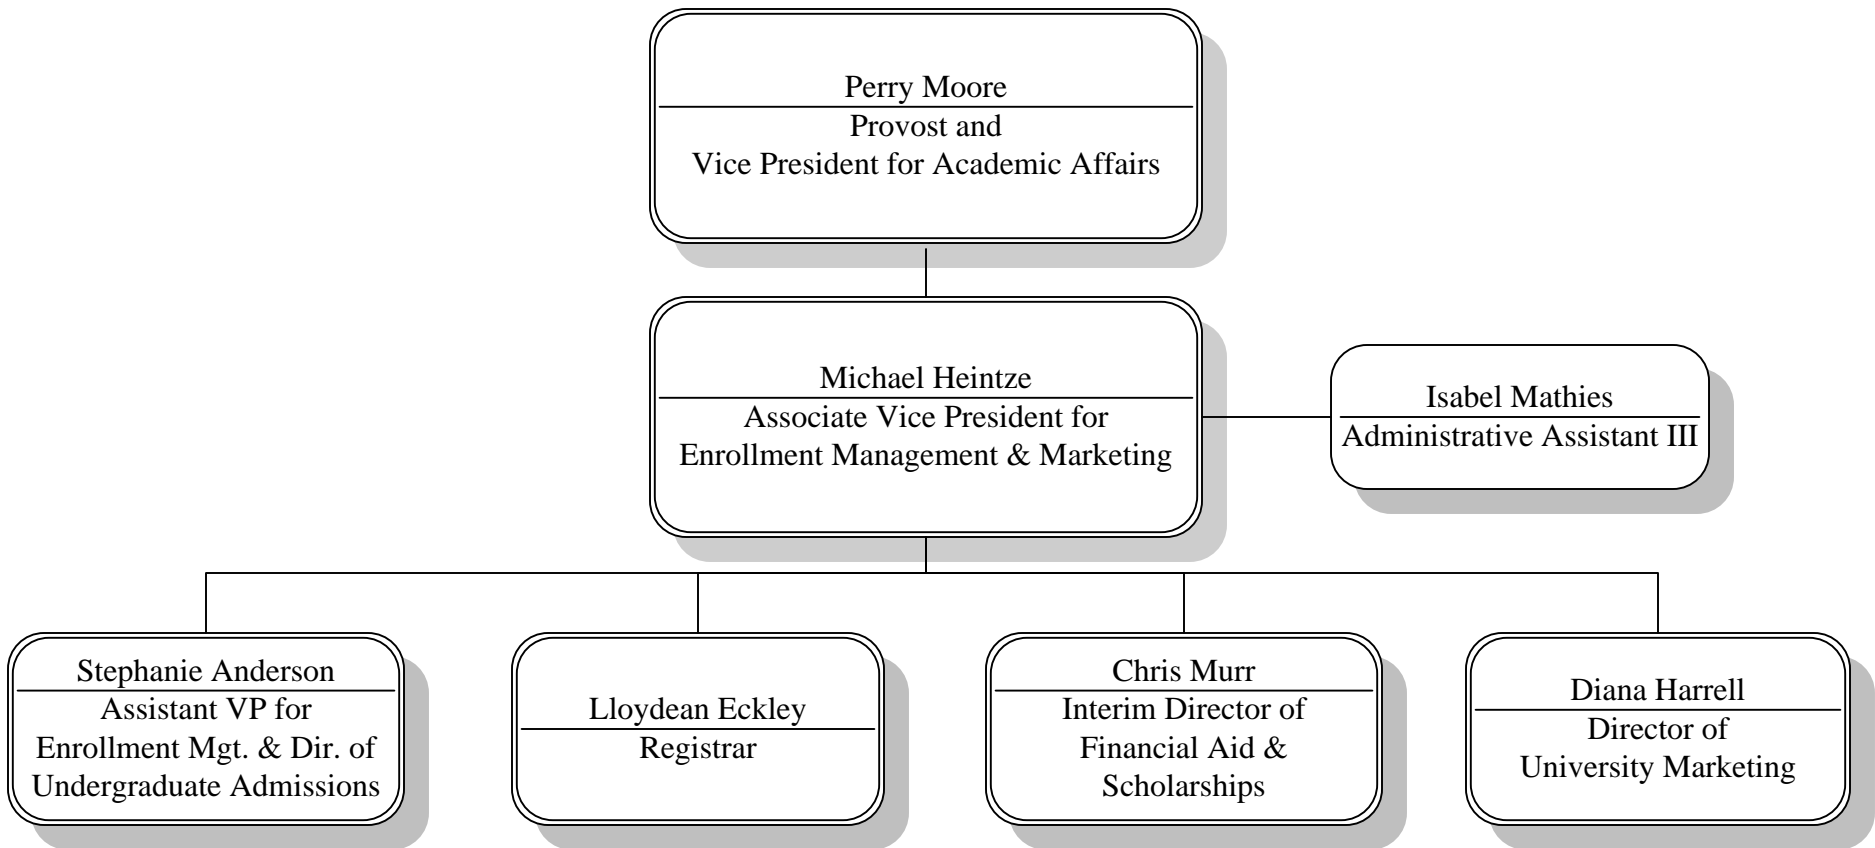 Perry Moore
Provost and
Vice President for Academic Affairs
Michael Heintze
Associate Vice President for
Enrollment Management & Marketing
Isabel Mathies
Administrative Assistant III
Stephanie Anderson
Assistant VP for
Enrollment Mgt. & Dir. of
Undergraduate Admissions
Lloydean Eckley
Registrar
Chris Murr
Interim Director of
Financial Aid &
Scholarships
Diana Harrell
Director of
University Marketing